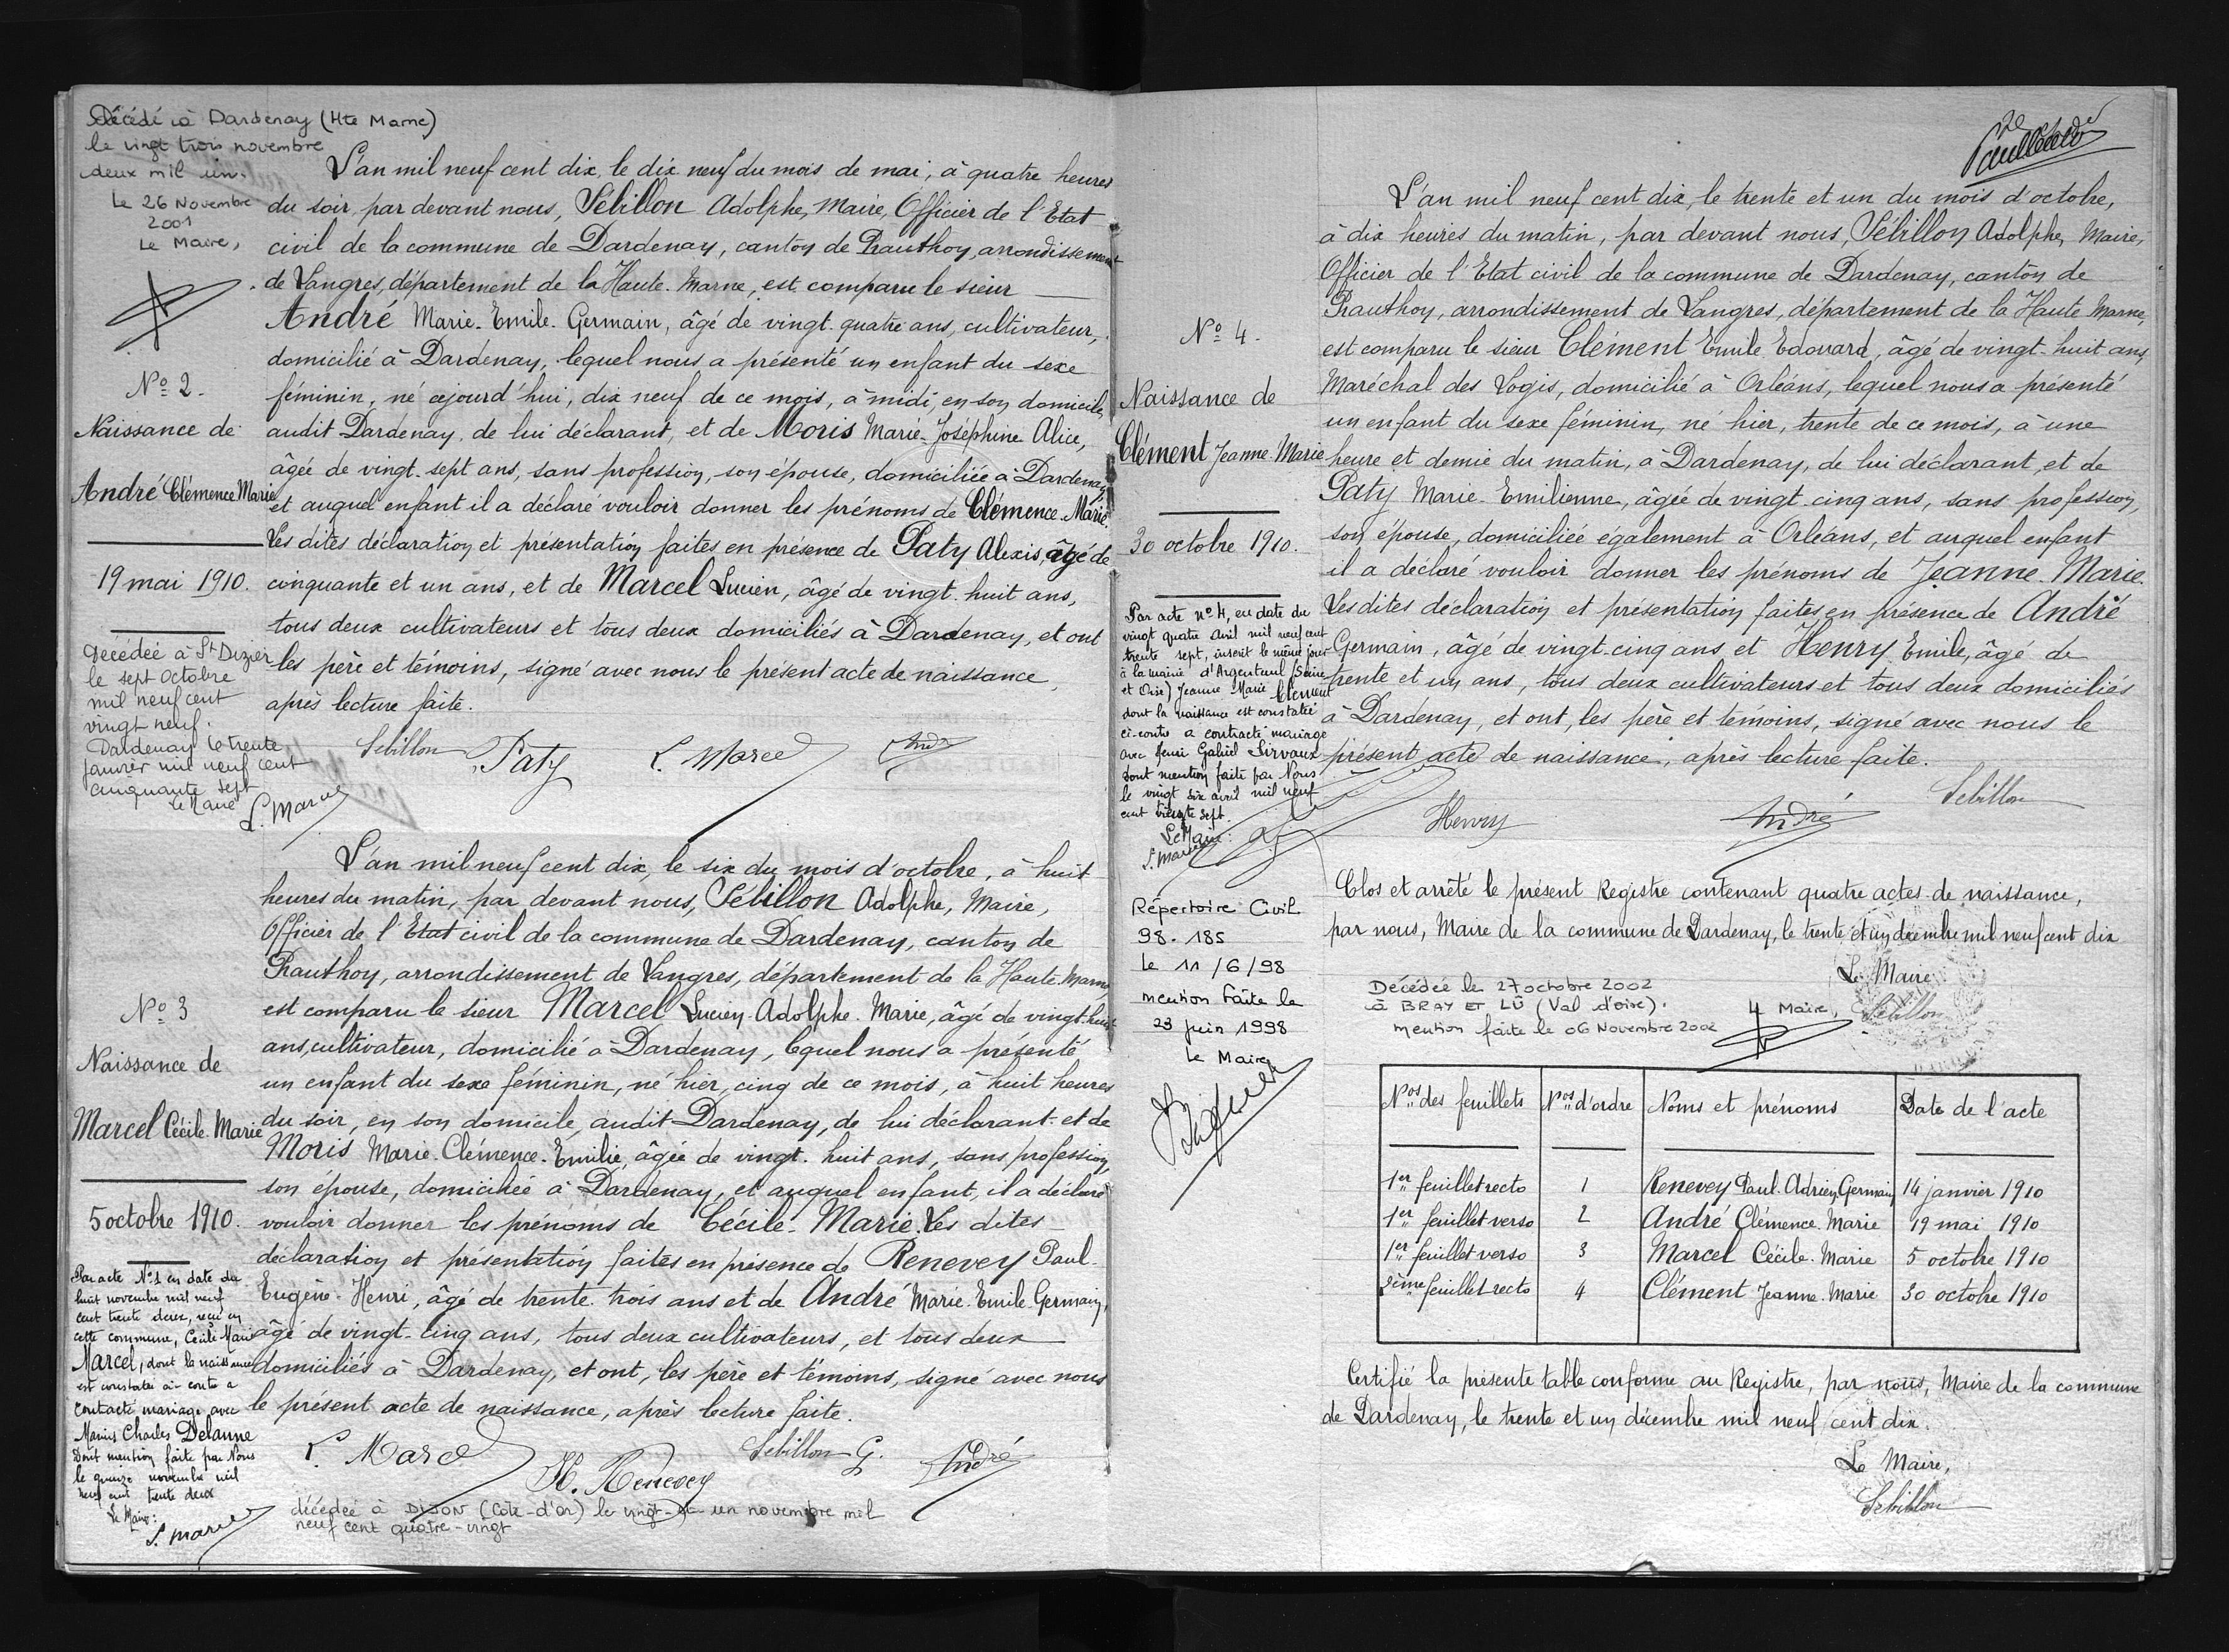 Décédé à Dardenay (Hte Marne)
le vingt trois novembre
deux mil un.
Le 26 Novembre
2001
Le Maire,
Nº 2.
Naissance de
André Clémence Marie
19 mai 1910.
Décédée à St Dizier
le sept Octobre
mil neuf cent
vingt neuf.
Dardenay le trente
janvier mil neuf cent
cinquante sept
Le Maire
L. Marcel
L'an mil neuf cent dix, le dix neuf du mois de mai, à quatre heures
du soir, par devant nous, Sébillon Adolphe, Maire, Officier de l'Etat
civil de la commune de Dardenay, canton de Prauthoy, arrondissement
de Langres, département de la Haute-Marne, est comparu le sieur
André Marie-Emile-Germain, âgé de vingt-quatre ans, cultivateur,
domicilié à Dardenay, lequel nous a présenté un enfant du sexe
féminin, né cejourd'hui, dix neuf de ce mois, à midi, en son domicile
audit Dardenay, de lui déclarant, et de Moris Marie-Joséphine Alice,
âgée de vingt-sept ans, sans profession, son épouse, domiciliée à Dardenay
et auquel enfant il a déclaré vouloir donner les prénoms de Clémence-Marie.
Les dites déclaration et présentation faites en présence de Paty Alexis, âgé de
cinquante et un ans, et de Marcel Lucien, âgé de vingt-huit ans,
tous deux cultivateurs et tous deux domiciliés à Dardenay, et ont
les père et témoins, signé avec nous le présent acte de naissance,
après lecture faite.
Sebillon Paty L. Marcel André
Nº 3
Naissance de
Marcel Cécile-Marie
5 octobre 1910.
Par acte Nº1 en date du
huit novembre mil neuf
cent trente deux, reçu en
cette commune, Cécile Marie
Marcel, dont la naissance
est constatée ci-contre a
contracté mariage avec
Marius Charles Delanne
Dont mention faite par Nous
le quinze novembre mil
neuf cent trente deux
Le Maire:
L. Marcel
L'an mil neuf cent dix, le six du mois d'octobre, à huit
heures du matin, par devant nous, Sébillon Adolphe, Maire,
Officier de l'Etat civil de la commune de Dardenay, canton de
Prauthoy, arrondissement de Langres, département de la Haute-Marne,
est comparu le sieur Marcel Lucien-Adolphe-Marie, âgé de vingt-huit
ans, cultivateur, domicilié à Dardenay, lequel nous a présenté
un enfant du sexe féminin, né hier, cinq de ce mois, à huit heures
du soir, en son domicile, audit Dardenay, de lui déclarant et de
Moris Marie-Clémence-Emilie, âgée de vingt-huit ans, sans profession,
son épouse, domiciliée à Dardenay, et auquel enfant, il a déclaré
vouloir donner les prénoms de Cécile-Marie. Les dites
déclaration et présentation faites en présence de Renevey Paul-
Eugène-Henri, âgé de trente-trois ans et de André Marie-Emile-Germain,
âgé de vingt-cinq ans, tous deux cultivateurs, et tous deux
domiciliés à Dardenay, et ont, les père et témoins, signé avec nous
le présent acte de naissance, après lecture faite.
L. Marcel H. Renevey Sebillon G. André
décédée à DIJON (Côte-d'Or) le vingt-et-un novembre mil
neuf cent quatre-vingt
Nº 4.
Naissance de
Clément Jeanne-Marie
30 octobre 1910.
Par acte nº 4, en date du
vingt quatre avril mil neuf cent
trente sept, inscrit le même jour
à la mairie d'Argenteuil (Seine
et Oise) Jeanne Marie Clément
dont la naissance est constatée
ci-contre a contracté mariage
avec Henri Gabriel Sirvaux
dont mention faite par Nous
le vingt six avril mil neuf
cent trente sept.
Le Maire:
L. Marcel
Répertoire Civil
98-185
Le 11/6/98
mention faite le
23 juin 1998
Le Maire
2e
L'an mil neuf cent dix, le trente et un du mois d'octobre,
à dix heures du matin, par devant nous, Sébillon Adolphe, Maire,
Officier de l'Etat civil de la commune de Dardenay, canton de
Prauthoy, arrondissement de Langres, département de la Haute Marne,
est comparu le sieur Clément Emile Edouard, âgé de vingt-huit ans,
Maréchal des Logis, domicilié à Orléans, lequel nous a présenté
un enfant du sexe féminin, né hier, trente de ce mois, à une
heure et demie du matin, à Dardenay, de lui déclarant, et de
Paty Marie-Emilienne, âgée de vingt-cinq ans, sans profession,
son épouse, domiciliée également à Orléans, et auquel enfant
il a déclaré vouloir donner les prénoms de Jeanne-Marie.
Les dites déclaration et présentation faites en présence de André
Germain, âgé de vingt-cinq ans et Henry Emile, âgé de
trente et un ans, tous deux cultivateurs et tous deux domiciliés
à Dardenay, et ont, les père et témoins, signé avec nous le
présent acte de naissance, après lecture faite.
Henry André Sebillon
Clos et arrêté le présent Registre contenant quatre actes de naissance,
par nous, Maire de la commune de Dardenay, le trente et un décembre mil neuf cent dix
Le Maire
Sebillon
Décédée le 27 octobre 2002
à BRAY ET LÛ (Val d'oise).
mention faite le 06 Novembre 2002
Maire,
Nos des feuillets Nos d'ordre Noms et prénoms Date de l'acte
1er feuillet recto 1 Renevey Paul-Adrien-Germain 14 janvier 1910
1er feuillet verso 2 André Clémence-Marie 19 mai 1910
1er feuillet verso 3 Marcel Cécile-Marie 5 octobre 1910
2ème feuillet recto 4 Clément Jeanne-Marie 30 octobre 1910
Certifié la présente table conforme au Registre, par nous, Maire de la commune
de Dardenay, le trente et un décembre mil neuf cent dix.
Le Maire,
Sebillon